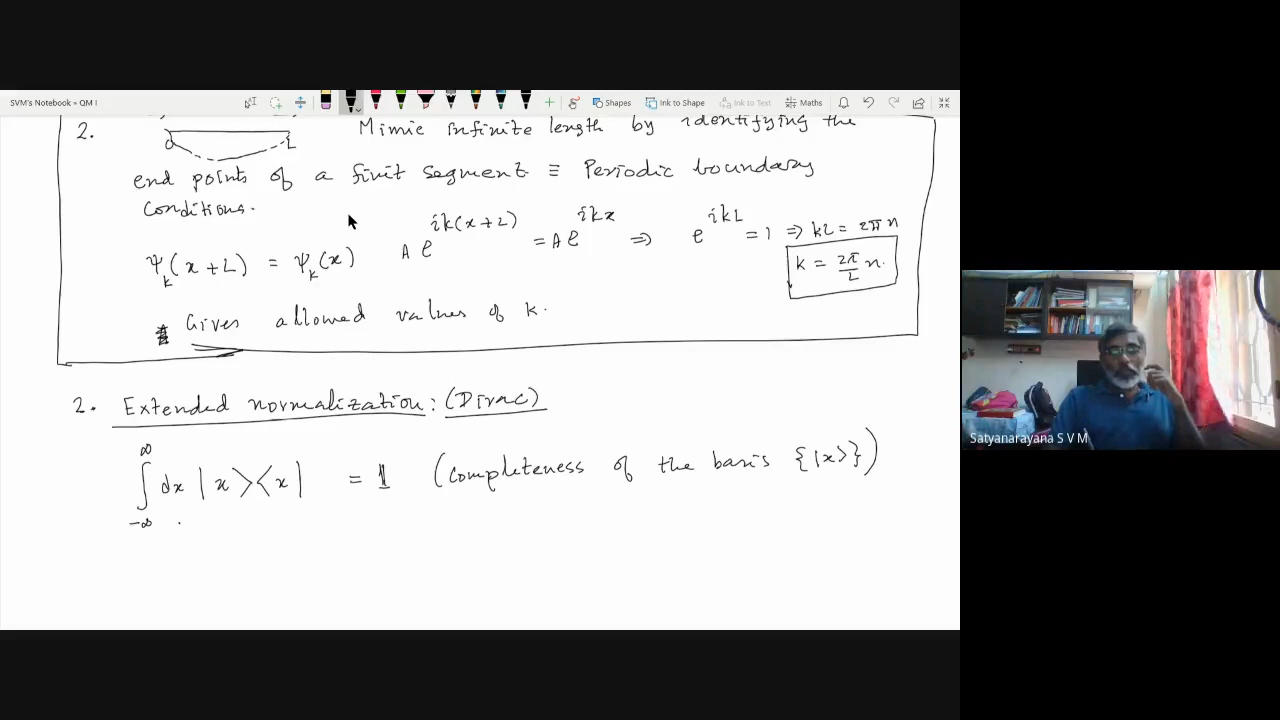 SVM's Notebook » QM I
Shapes
Ink to Shape
Ink to Text
Maths
2.
0 L
Mimic infinite length by identifying the
end points of a finit segment ≡ Periodic boundary
conditions.
ψ_k(x+L) = ψ_k(x) A e^{ik(x+L)} = A e^{ikx} ⇒ e^{ikL} = 1 ⇒ kL = 2π n
k = 2π/L n.
* Gives allowed values of k.
2. Extended normalization: (Dirac)
∫_{-∞}^{∞} dx |x><x| = 1 (completeness of the basis {|x>})
Satyanarayana S V M